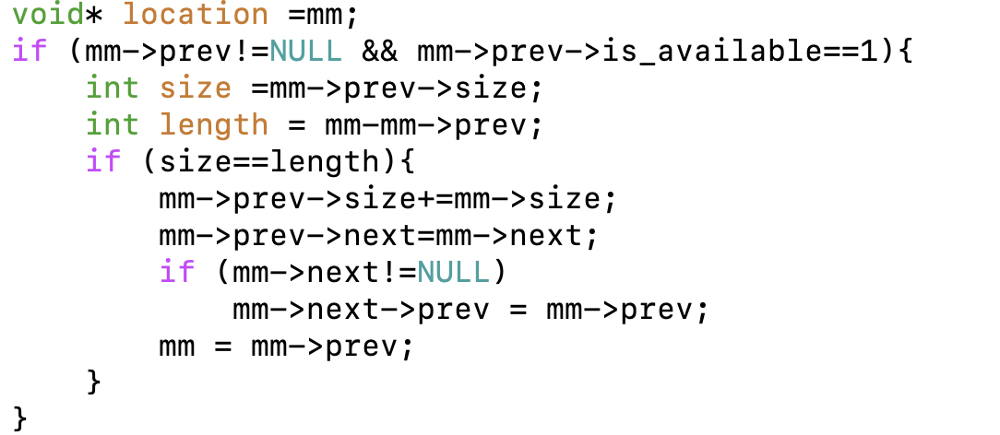 void* location =mm;
if (mm->prev!=NULL && mm->prev->is_available==1){
    int size =mm->prev->size;
    int length = mm-mm->prev;
    if (size==length){
        mm->prev->size+=mm->size;
        mm->prev->next=mm->next;
        if (mm->next!=NULL)
            mm->next->prev = mm->prev;
        mm = mm->prev;
    }
}